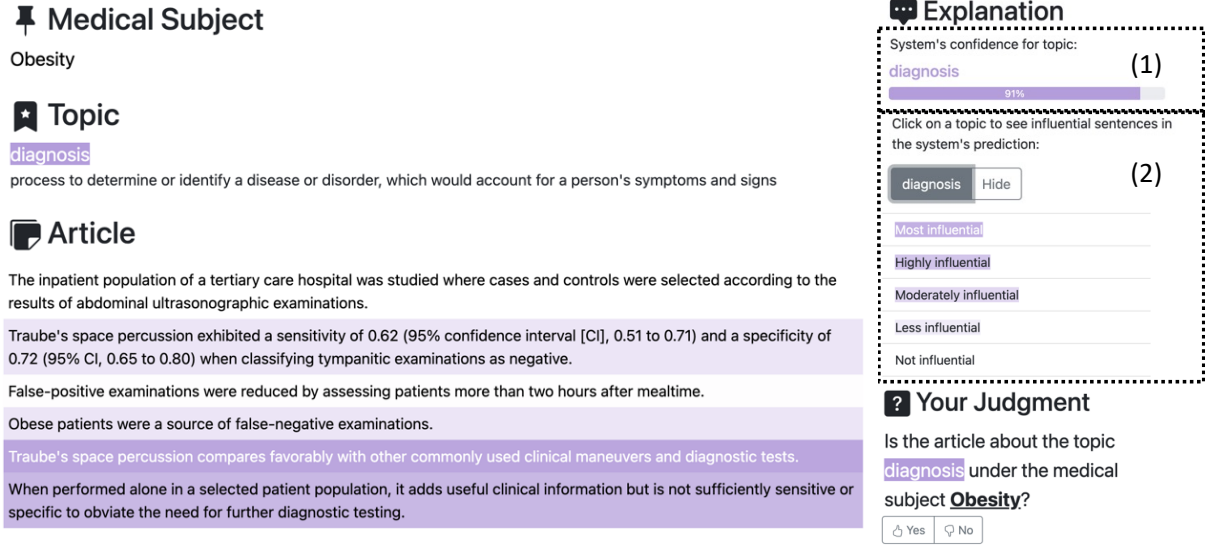 Medical Subject
Obesity
Topic
diagnosis
process to determine or identify a disease or disorder, which would account for a person's symptoms and signs
Article
The inpatient population of a tertiary care hospital was studied where cases and controls were selected according to the
results of abdominal ultrasonographic examinations.
Traube's space percussion exhibited a sensitivity of 0.62 (95% confidence interval [CI], 0.51 to 0.71) and a specificity of
0.72 (95% CI, 0.65 to 0.80) when classifying tympanitic examinations as negative.
False-positive examinations were reduced by assessing patients more than two hours after mealtime.
Obese patients were a source of false-negative examinations.
Traube's space percussion compares favorably with other commonly used clinical maneuvers and diagnostic tests.
When performed alone in a selected patient population, it adds useful clinical information but is not sufficiently sensitive or
specific to obviate the need for further diagnostic testing.
Explanation
System's confidence for topic:
(1)
diagnosis
91%
Click on a topic to see influential sentences in
the system's prediction:
(2)
diagnosis Hide
Most influential
Highly influential
Moderately influential
Less influential
Not influential
Your Judgment
Is the article about the topic
diagnosis under the medical
subject Obesity?
Yes No